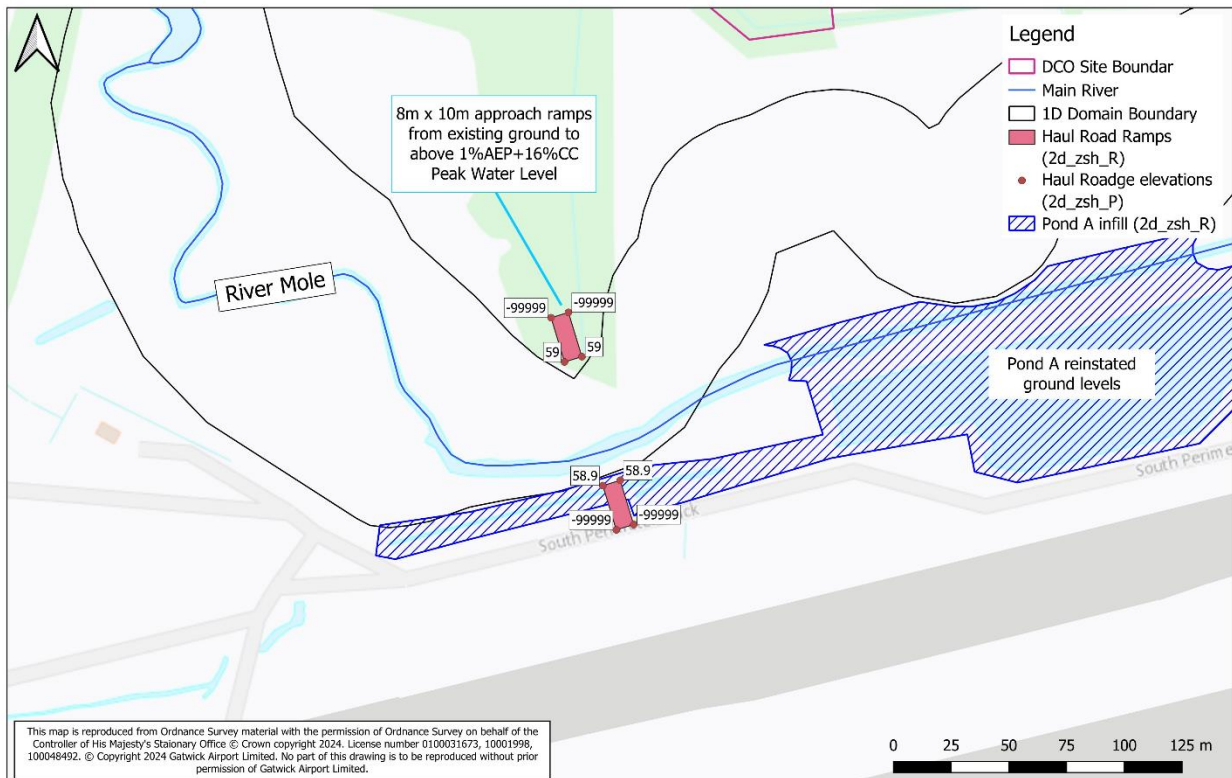 Legend
DCO Site Boundar
Main River
1D Domain Boundary
Haul Road Ramps
(2d_zsh_R)
Haul Roadge elevations
(2d_zsh_P)
Pond A infill (2d_zsh_R)
8m x 10m approach ramps
from existing ground to
above 1%AEP+16%CC
Peak Water Level
River Mole
-99999
-99999
59
59
Pond A reinstated
ground levels
58.9
58.9
-99999
-99999
South Perime
South
This map is reproduced from Ordnance Survey material with the permission of Ordnance Survey on behalf of the
Controller of His Majesty's Staionary Office © Crown copyright 2024. License number 0100031673, 10001998,
100048492. © Copyright 2024 Gatwick Airport Limited. No part of this drawing is to be reproduced without prior
permission of Gatwick Airport Limited.
0 25 50 75 100 125 m